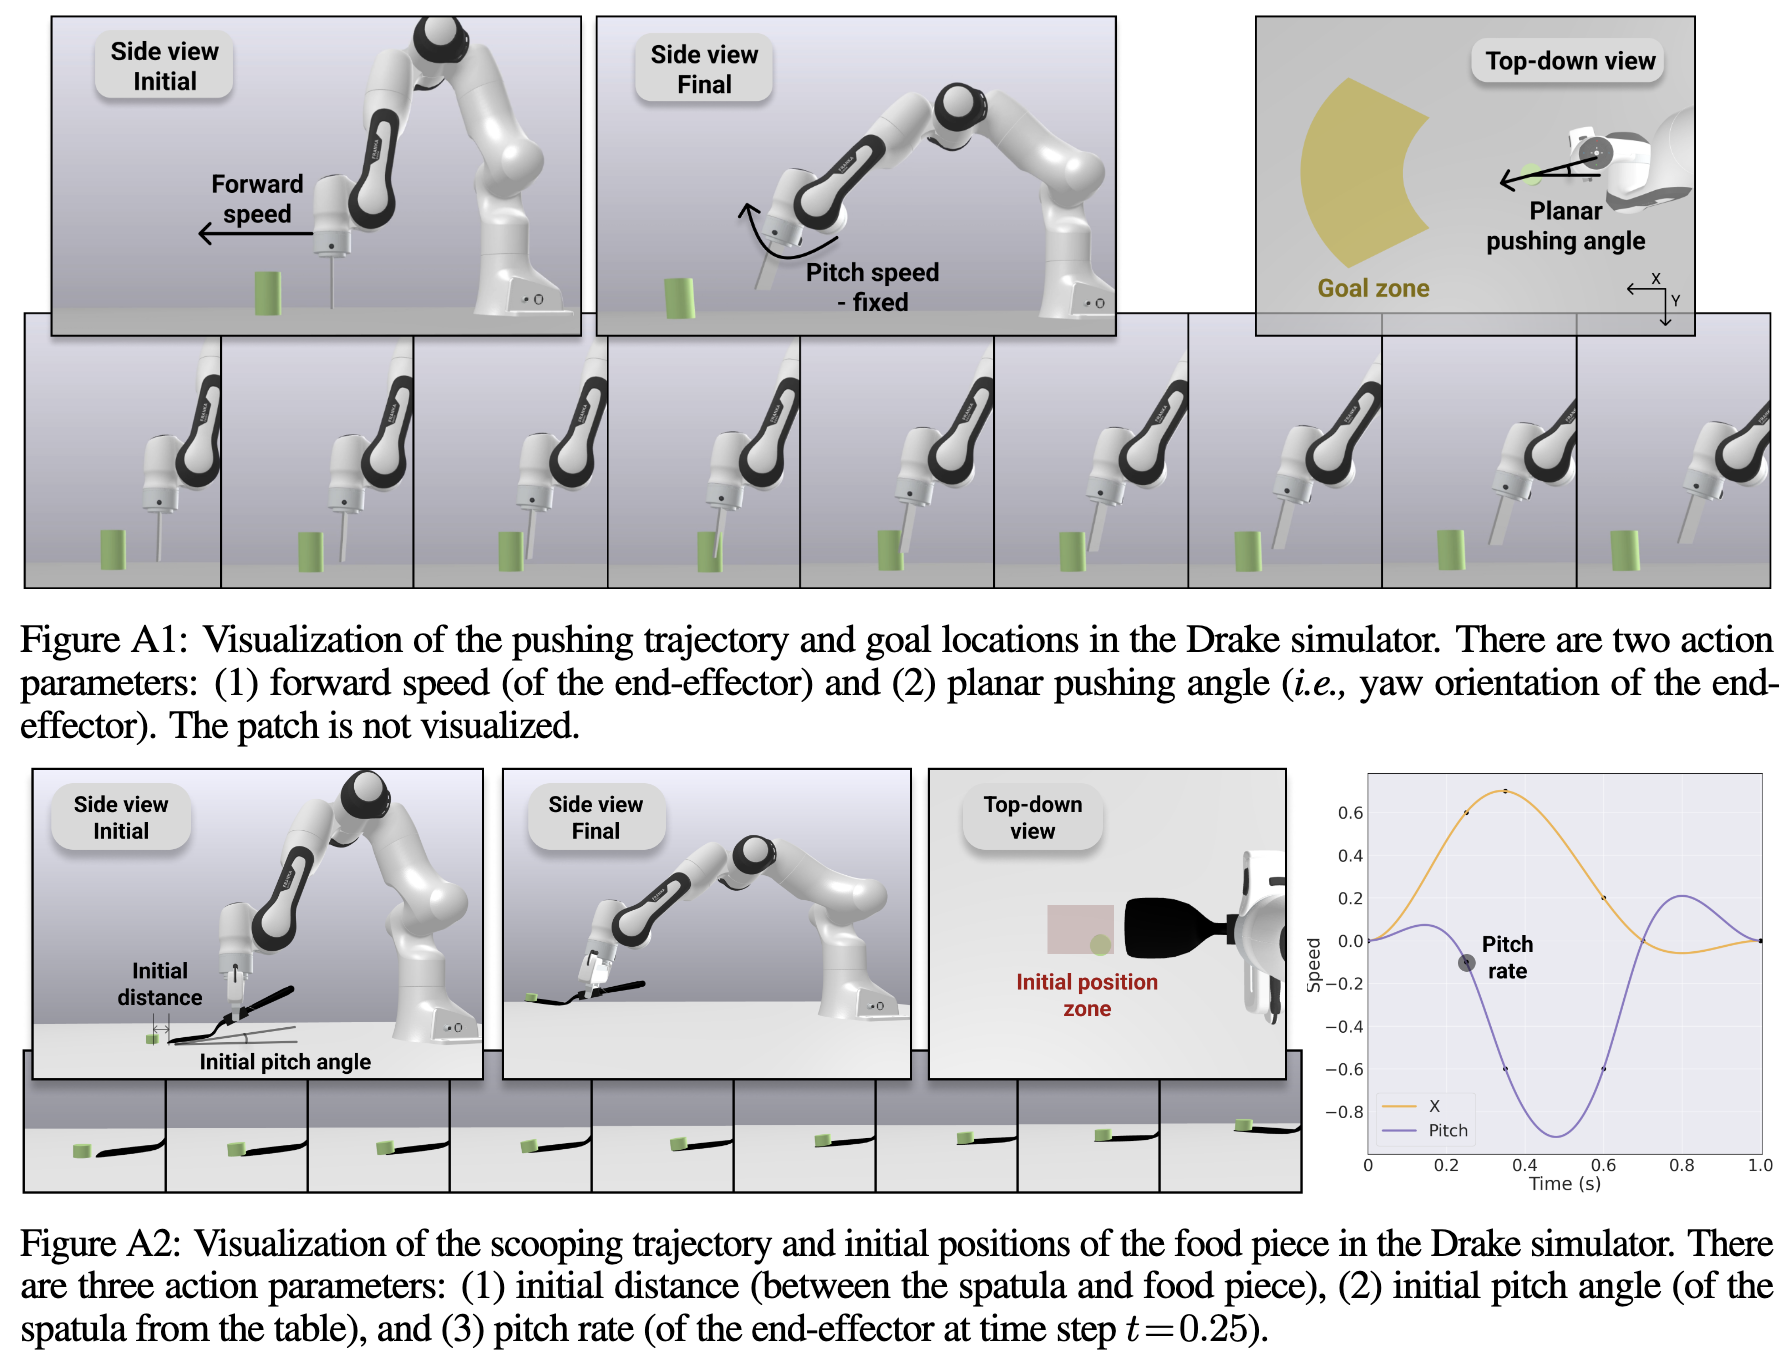 Side view
Initial
Forward
speed
Side view
Final
Pitch speed
- fixed
Top-down view
Planar
pushing angle
Goal zone
X
Y
Figure A1: Visualization of the pushing trajectory and goal locations in the Drake simulator. There are two action
parameters: (1) forward speed (of the end-effector) and (2) planar pushing angle (i.e., yaw orientation of the end-
effector). The patch is not visualized.
Side view
Initial
Initial
distance
Initial pitch angle
Side view
Final
Top-down
view
Initial position
zone
Speed
0.6
0.4
0.2
0.0
−0.2
−0.4
−0.6
−0.8
Pitch
rate
X
Pitch
0 0.2 0.4 0.6 0.8 1.0
Time (s)
Figure A2: Visualization of the scooping trajectory and initial positions of the food piece in the Drake simulator. There
are three action parameters: (1) initial distance (between the spatula and food piece), (2) initial pitch angle (of the
spatula from the table), and (3) pitch rate (of the end-effector at time step t=0.25).